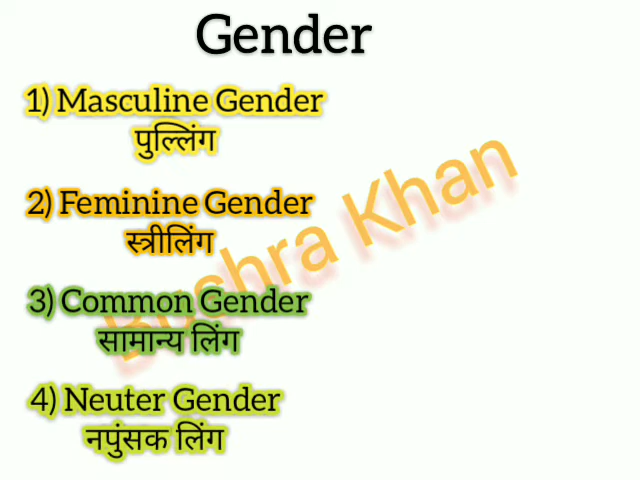 Gender
1) Masculine Gender
पुल्लिंग
2) Feminine Gender
स्त्रीलिंग
3) Common Gender
सामान्य लिंग
4) Neuter Gender
नपुंसक लिंग
Bushra Khan